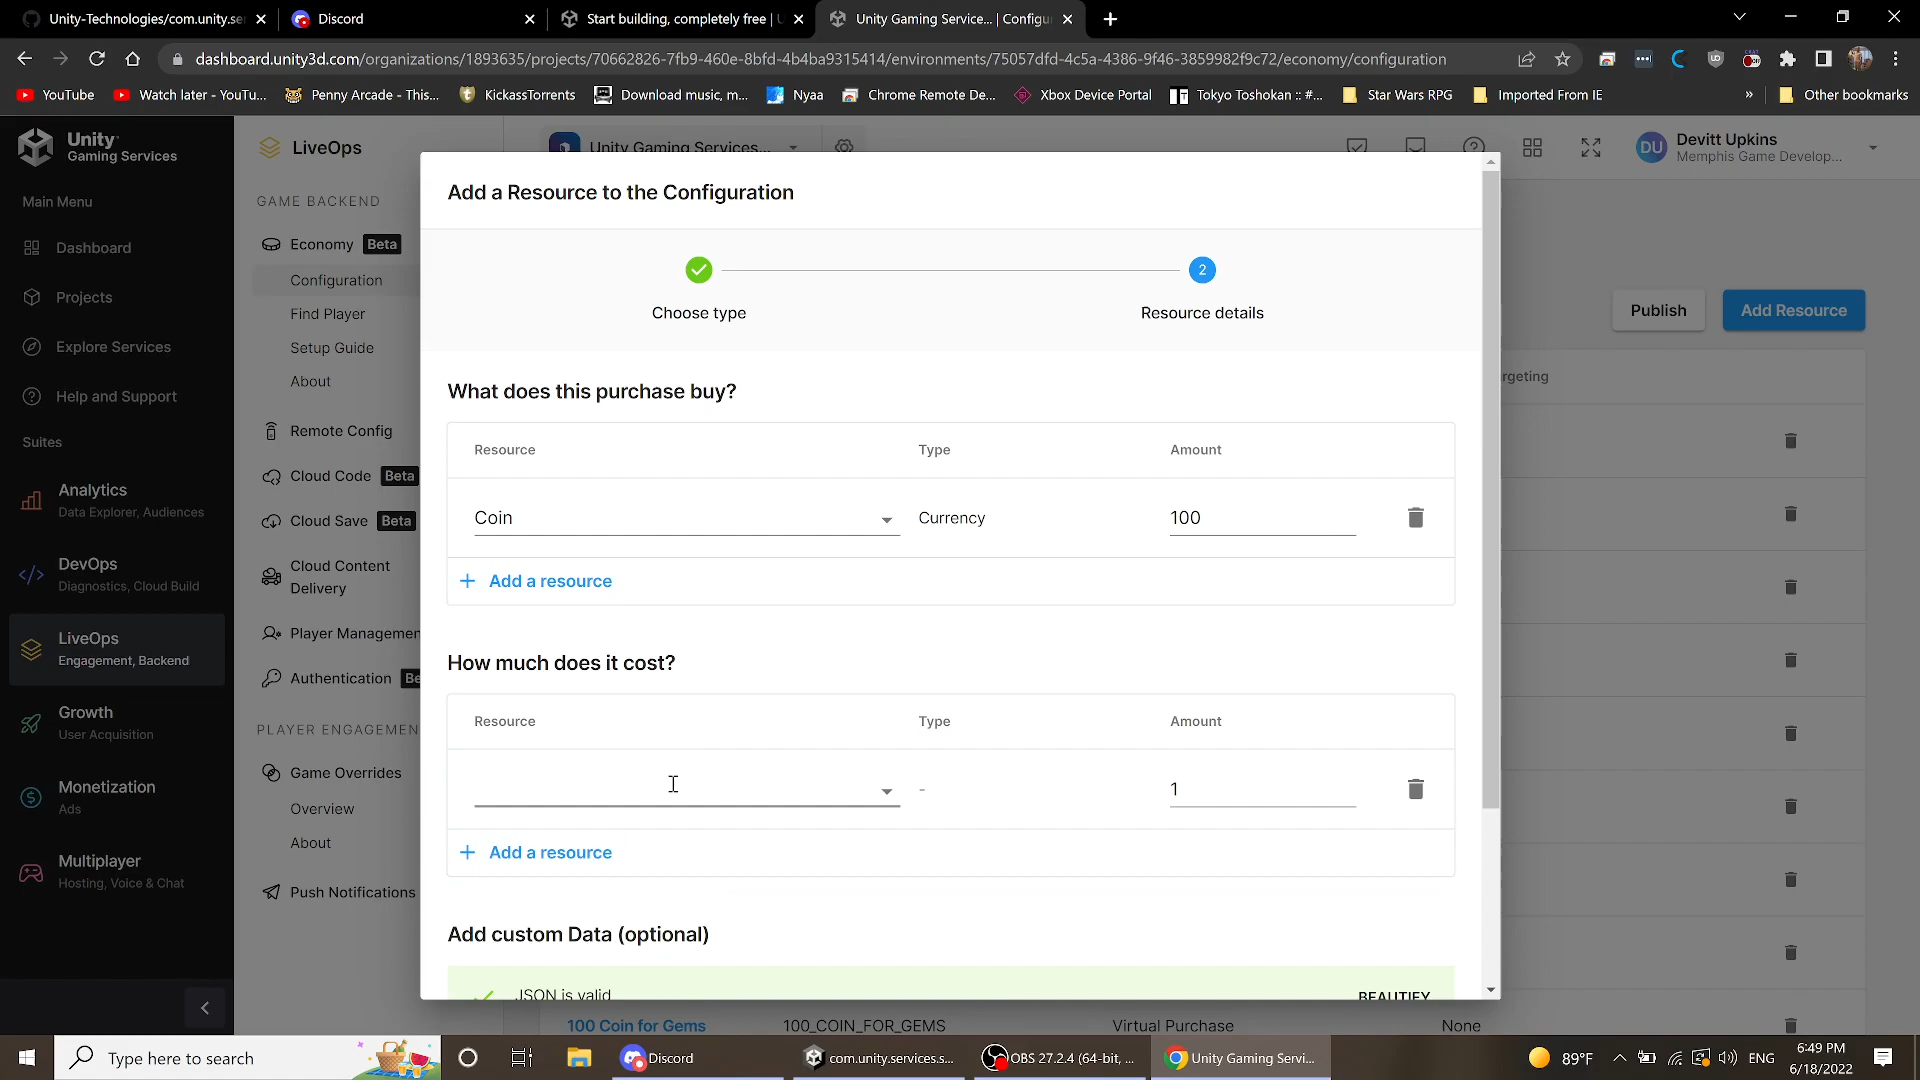 Unity-Technologies/com.unity.se
Discord
Start building, completely free | U
Unity Gaming Service... | Configu
dashboard.unity3d.com/organizations/1893635/projects/70662826-7fb9-460e-8bfd-4b4ba9315414/environments/75057dfd-4c5a-4386-9f46-3859982f9c72/economy/configuration
YouTube
Watch later - YouTu...
Penny Arcade - This...
KickassTorrents
Download music, m...
Nyaa
Chrome Remote De...
Xbox Device Portal
Tokyo Toshokan :: #...
Star Wars RPG
Imported From IE
»
Other bookmarks
Unity
Gaming Services
Main Menu
Dashboard
Projects
Explore Services
Help and Support
Suites
Analytics
Data Explorer, Audiences
DevOps
Diagnostics, Cloud Build
LiveOps
Engagement, Backend
Growth
User Acquisition
Monetization
Ads
Multiplayer
Hosting, Voice & Chat
LiveOps
GAME BACKEND
Economy Beta
Configuration
Find Player
Setup Guide
About
Remote Config
Cloud Code Beta
Cloud Save Beta
Cloud Content
Delivery
Player Managemen
Authentication Be
PLAYER ENGAGEMEN
Game Overrides
Overview
About
Push Notifications
Unity Gaming Services...
DU
Devitt Upkins
Memphis Game Develop...
Publish
Add Resource
rgeting
Add a Resource to the Configuration
2
Choose type
Resource details
What does this purchase buy?
Resource Type Amount
Coin Currency 100
+ Add a resource
How much does it cost?
Resource Type Amount
- 1
+ Add a resource
Add custom Data (optional)
JSON is valid BEAUTIFY
100 Coin for Gems 100_COIN_FOR_GEMS Virtual Purchase None
Type here to search
Discord
com.unity.services.s...
OBS 27.2.4 (64-bit, ...
Unity Gaming Servi...
89°F
ENG
6:49 PM
6/18/2022